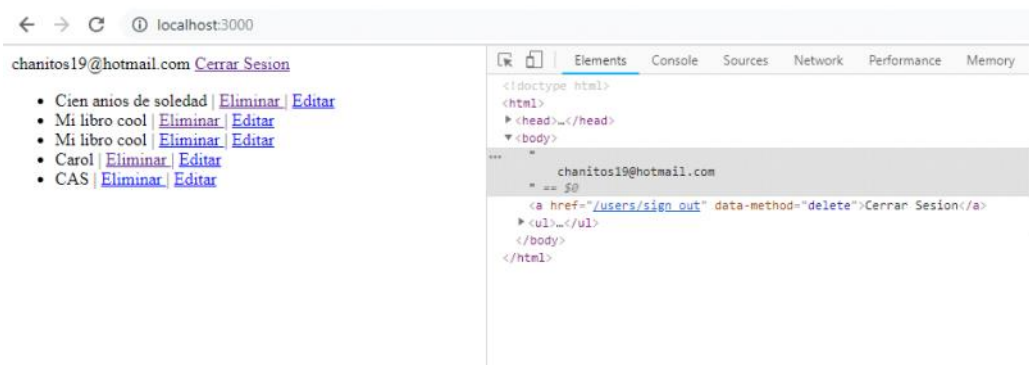 localhost:3000
chanitos19@hotmail.com Cerrar Sesion
Cien anios de soledad | Eliminar | Editar
Mi libro cool | Eliminar | Editar
Mi libro cool | Eliminar | Editar
Carol | Eliminar | Editar
CAS | Eliminar | Editar
Elements Console Sources Network Performance Memory
<!doctype html>
<html>
<head>…</head>
<body>
"
chanitos19@hotmail.com
" == $0
<a href="/users/sign_out" data-method="delete">Cerrar Sesion</a>
<ul>…</ul>
</body>
</html>